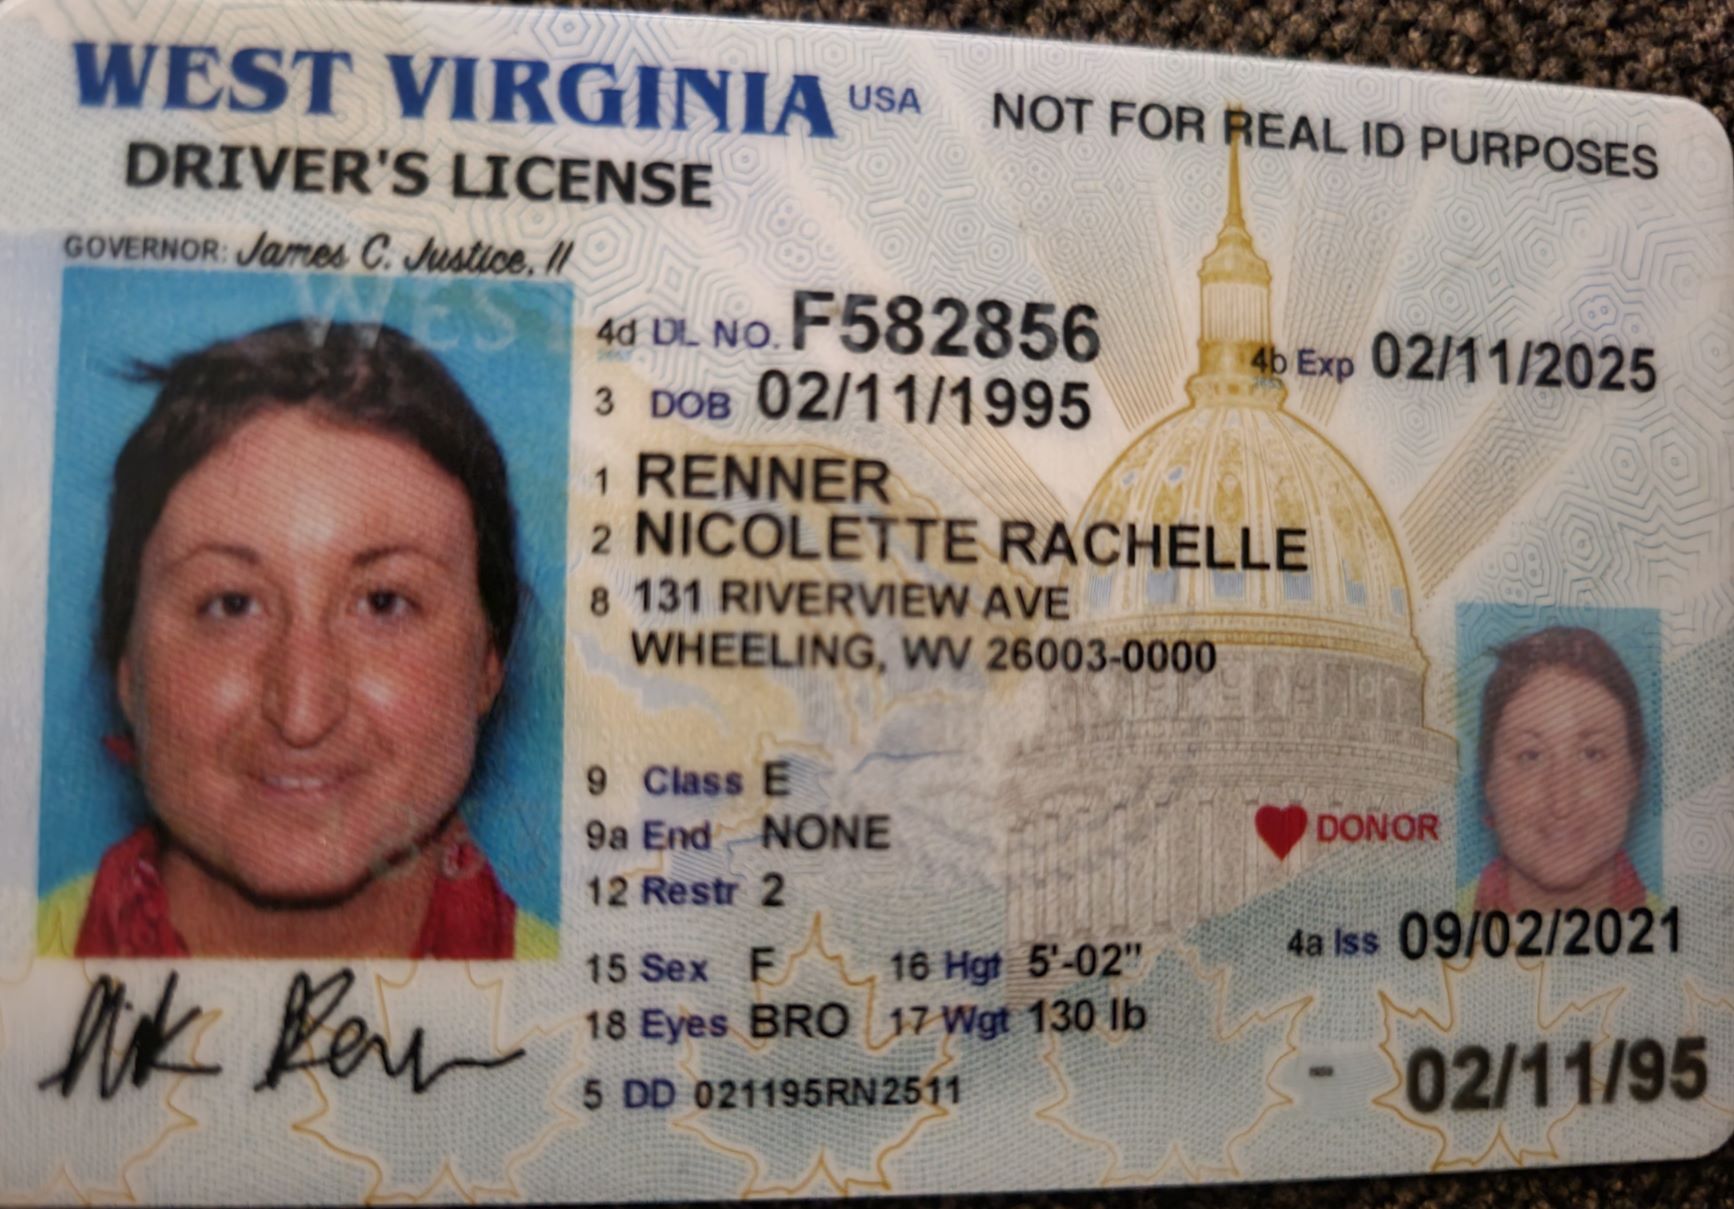 WEST VIRGINIA USA NOT FOR REAL ID PURPOSES
DRIVER'S LICENSE
GOVERNOR: James C. Justice, II
WEST
4d DL NO. F582856
4b Exp 02/11/2025
3 DOB 02/11/1995
1 RENNER
2 NICOLETTE RACHELLE
8 131 RIVERVIEW AVE
WHEELING, WV 26003-0000
9 Class E
9a End NONE
DONOR
12 Restr 2
15 Sex F 16 Hgt 5'-02"
4a Iss 09/02/2021
18 Eyes BRO 17 Wgt 130 lb
5 DD 021195RN2511
02/11/95